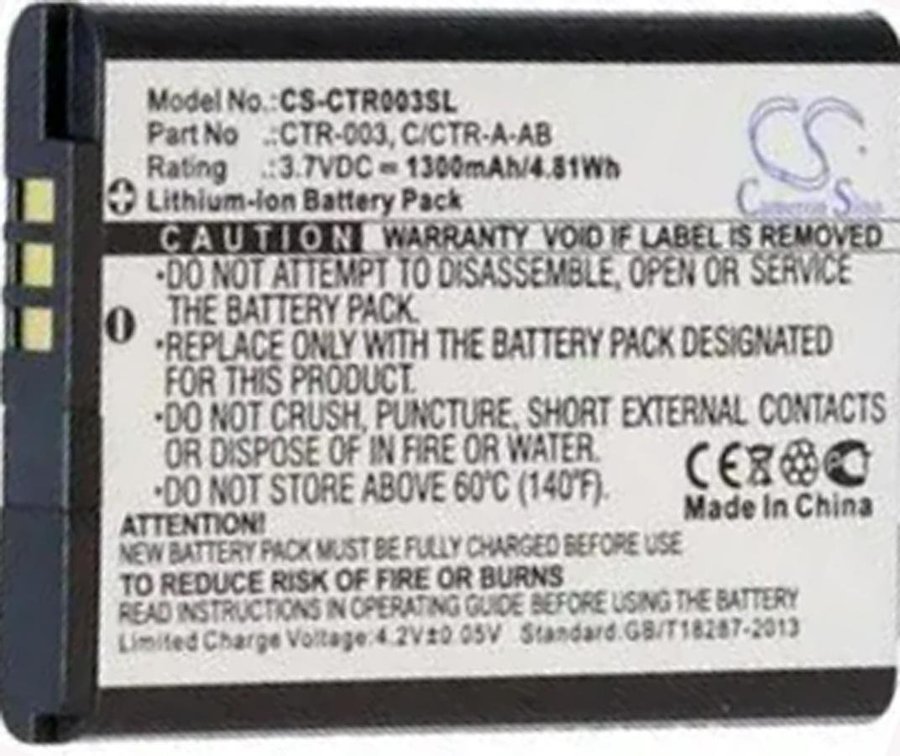 Model No.:CS-CTR003SL
Part No .:CTR-003, C/CTR-A-AB
Rating .:3.7VDC ⎓ 1300mAh/4.81Wh
Lithium-ion Battery Pack
CS
Cameron Sino
CAUTION WARRANTY VOID IF LABEL IS REMOVED
·DO NOT ATTEMPT TO DISASSEMBLE, OPEN OR SERVICE
THE BATTERY PACK.
·REPLACE ONLY WITH THE BATTERY PACK DESIGNATED
FOR THIS PRODUCT.
·DO NOT CRUSH, PUNCTURE, SHORT EXTERNAL CONTACTS
OR DISPOSE OF IN FIRE OR WATER.
·DO NOT STORE ABOVE 60°C (140°F).
CE
Made In China
ATTENTION!
NEW BATTERY PACK MUST BE FULLY CHARGED BEFORE USE
TO REDUCE RISK OF FIRE OR BURNS
READ INSTRUCTIONS IN OPERATING GUIDE BEFORE USING THE BATTERY
Limited Charge Voltage:4.2V±0.05V Standard:GB/T18287-2013